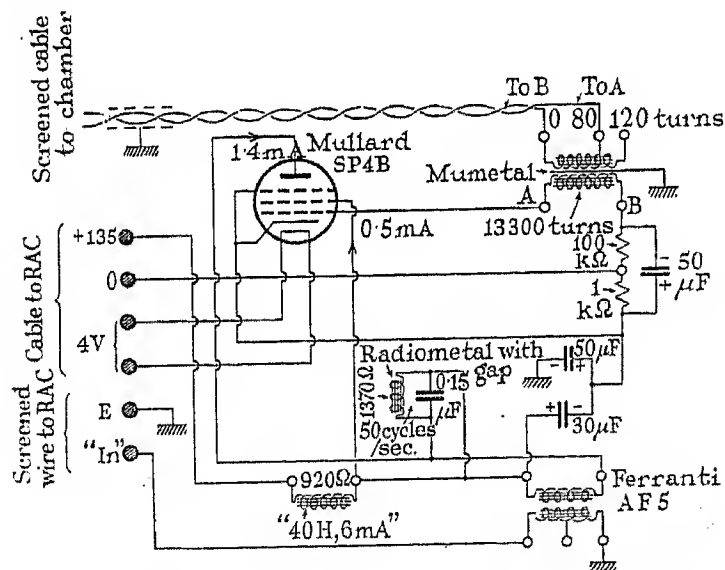 Screened cable
to chamber
To B
To A
0 80 120 turns
1·4mA
Mullard
SP4B
Mumetal
A
B
0·5mA
13300 turns
100
kΩ
1
kΩ
50
μF
- +
Cable to RAC
+135
0
4V
Screened
wire to RAC
E
"In"
Radiometal with
gap
1370Ω
0·15
μF
50cycles
/sec.
50μF
- +
+ -
30μF
920Ω
"40H, 6mA"
Ferranti
AF5